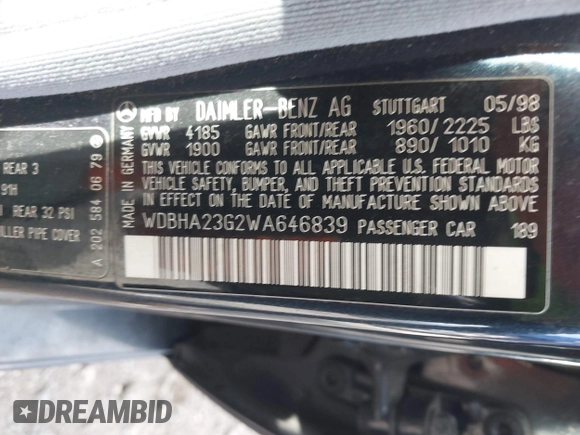 REAR 3
91H
REAR 32 PSI
LLER PIPE COVER
A 202 584 06 79
MADE IN GERMANY
MFD BY DAIMLER-BENZ AG STUTTGART 05/98
GVWR 4185 GAWR FRONT/REAR 1960/2225 LBS
GVWR 1900 GAWR FRONT/REAR 890/1010 KG
THIS VEHICLE CONFORMS TO ALL APPLICABLE U.S. FEDERAL MOTOR
VEHICLE SAFETY, BUMPER, AND THEFT PREVENTION STANDARDS
IN EFFECT ON THE DATE OF MANUFACTURE SHOWN ABOVE.
WDBHA23G2WA646839 PASSENGER CAR 189
DREAMBID